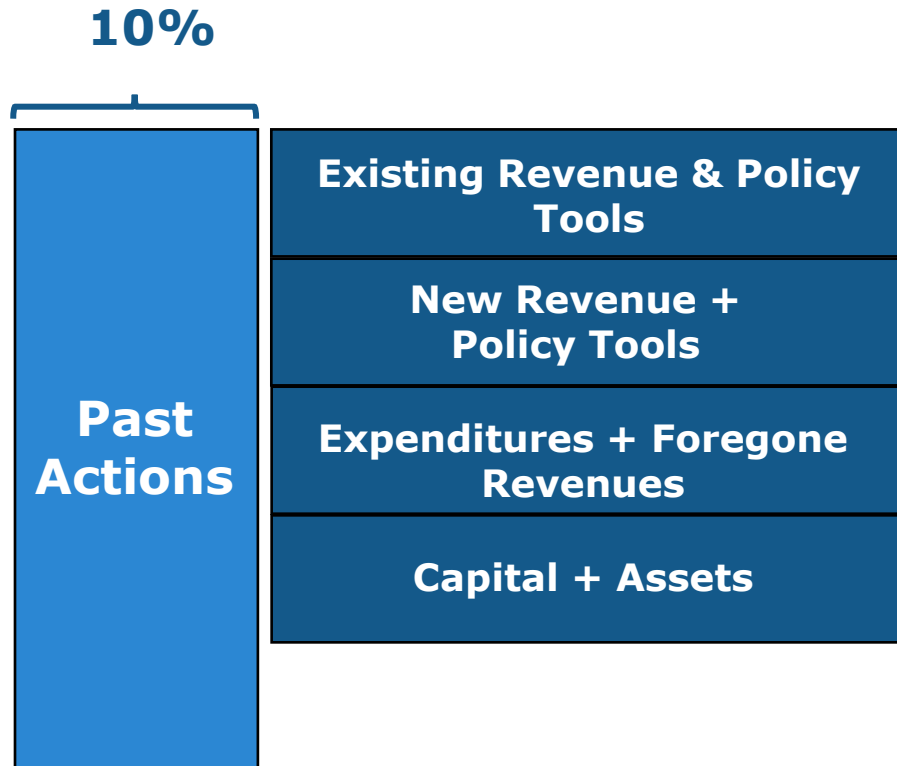 10%
Past
Actions
Existing Revenue & Policy
Tools
New Revenue +
Policy Tools
Expenditures + Foregone
Revenues
Capital + Assets